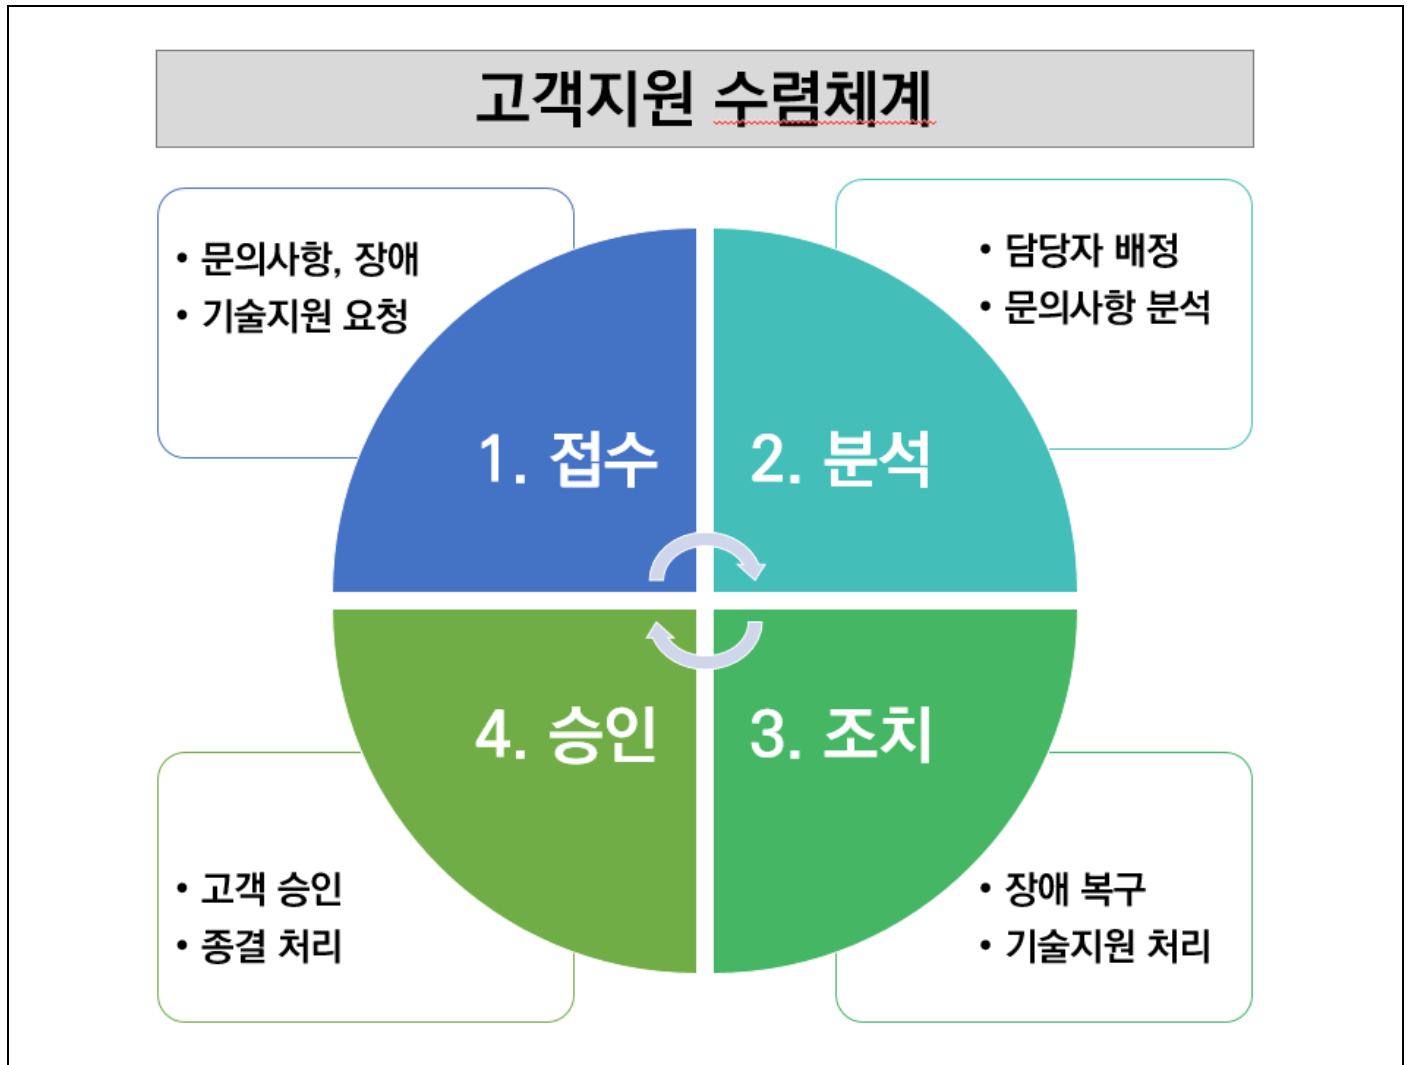 고객지원 수렴체계
• 문의사항, 장애
• 기술지원 요청
• 담당자 배정
• 문의사항 분석
1. 접수
2. 분석
4. 승인
3. 조치
• 고객 승인
• 종결 처리
• 장애 복구
• 기술지원 처리